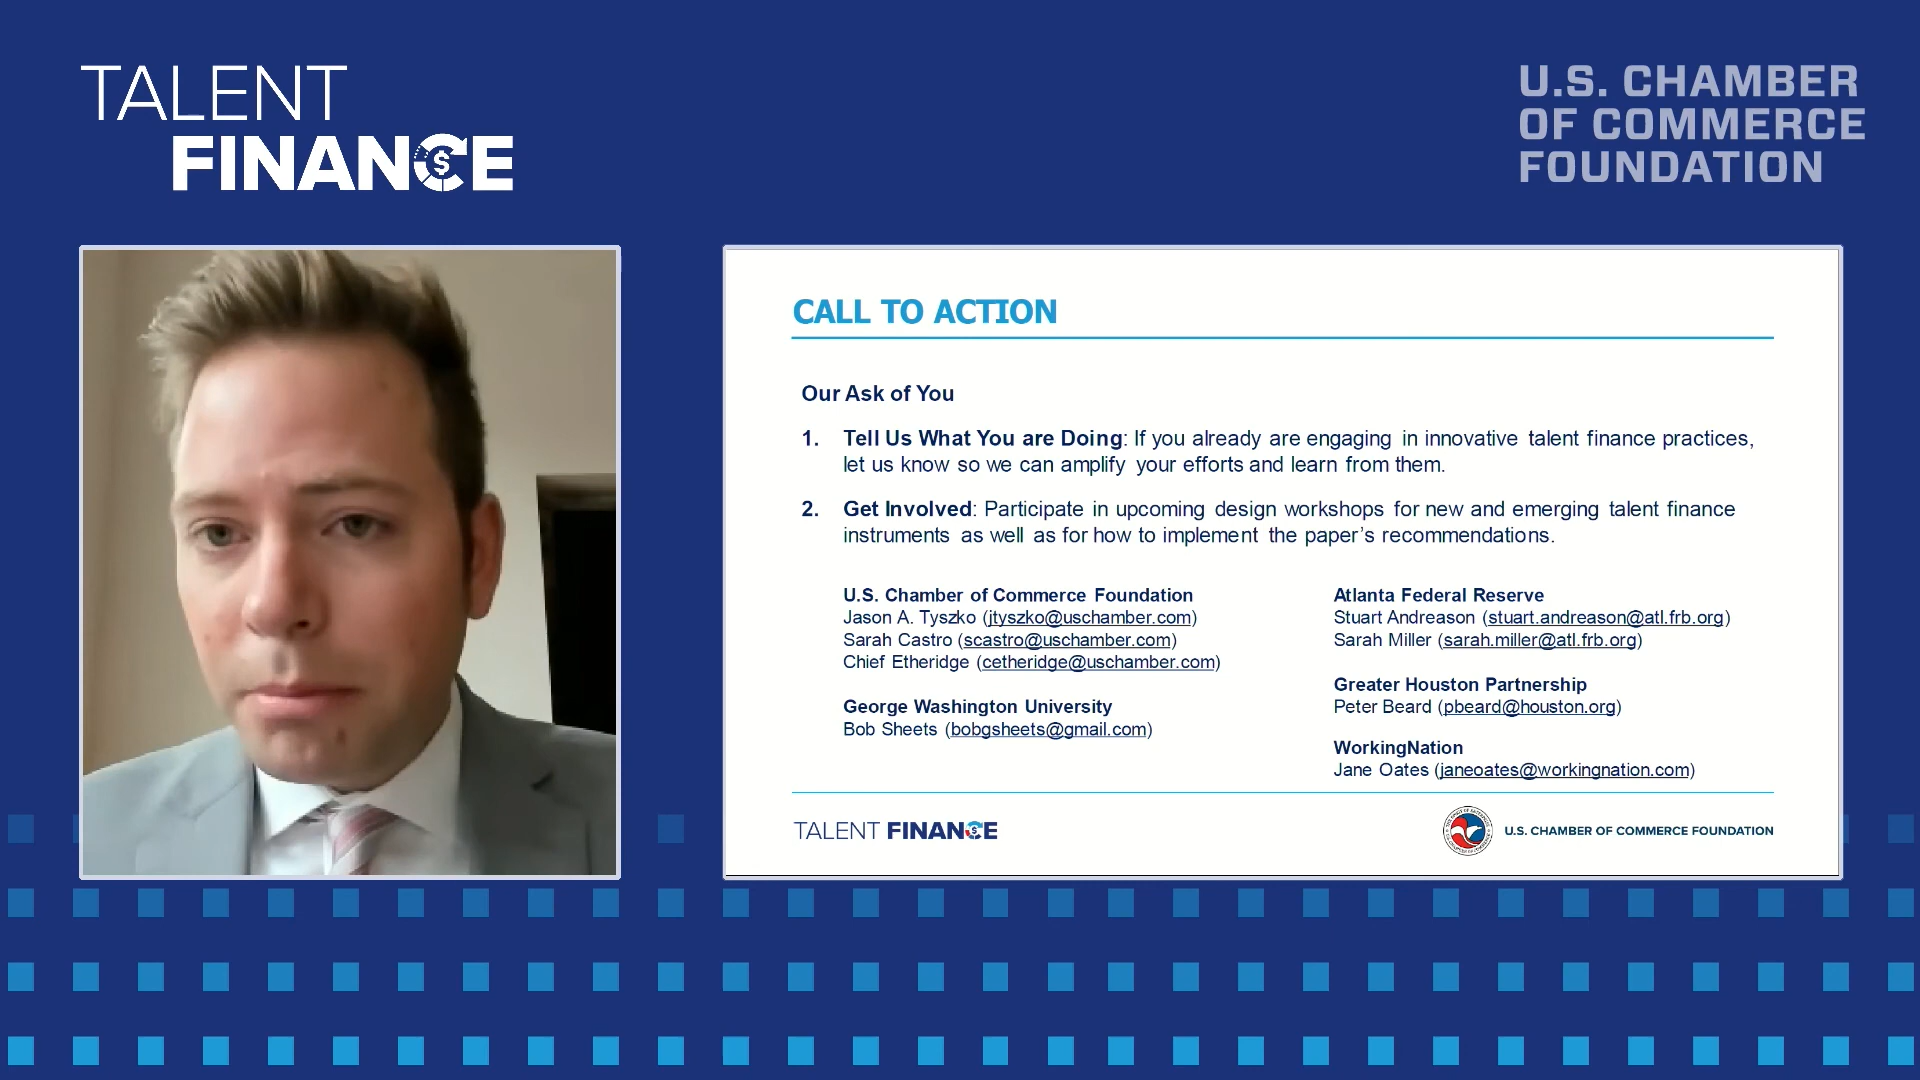 TALENT
FINANCE
U.S. CHAMBER
OF COMMERCE
FOUNDATION
CALL TO ACTION
Our Ask of You
1. Tell Us What You are Doing: If you already are engaging in innovative talent finance practices,
let us know so we can amplify your efforts and learn from them.
2. Get Involved: Participate in upcoming design workshops for new and emerging talent finance
instruments as well as for how to implement the paper's recommendations.
U.S. Chamber of Commerce Foundation
Jason A. Tyszko (jtyszko@uschamber.com)
Sarah Castro (scastro@uschamber.com)
Chief Etheridge (cetheridge@uschamber.com)
George Washington University
Bob Sheets (bobgsheets@gmail.com)
Atlanta Federal Reserve
Stuart Andreason (stuart.andreason@atl.frb.org)
Sarah Miller (sarah.miller@atl.frb.org)
Greater Houston Partnership
Peter Beard (pbeard@houston.org)
WorkingNation
Jane Oates (janeoates@workingnation.com)
TALENT FINANCE
U.S. CHAMBER OF COMMERCE FOUNDATION